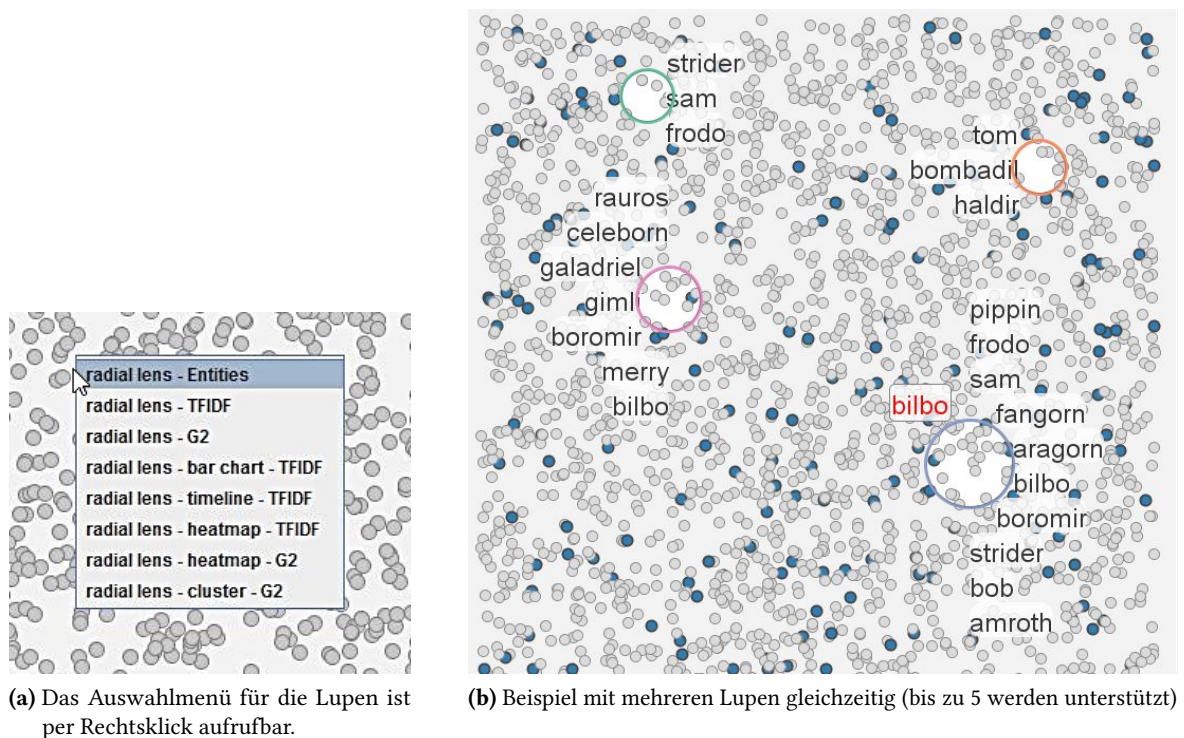 radial lens - Entities
radial lens - TFIDF
radial lens - G2
radial lens - bar chart - TFIDF
radial lens - timeline - TFIDF
radial lens - heatmap - TFIDF
radial lens - heatmap - G2
radial lens - cluster - G2
(a) Das Auswahlmenü für die Lupen ist
per Rechtsklick aufrufbar.
strider
sam
frodo
tom
bombadil
haldir
rauros
celeborn
galadriel
gimli
boromir
merry
bilbo
pippin
frodo
sam
bilbo
fangorn
aragorn
bilbo
boromir
strider
bob
amroth
(b) Beispiel mit mehreren Lupen gleichzeitig (bis zu 5 werden unterstützt)